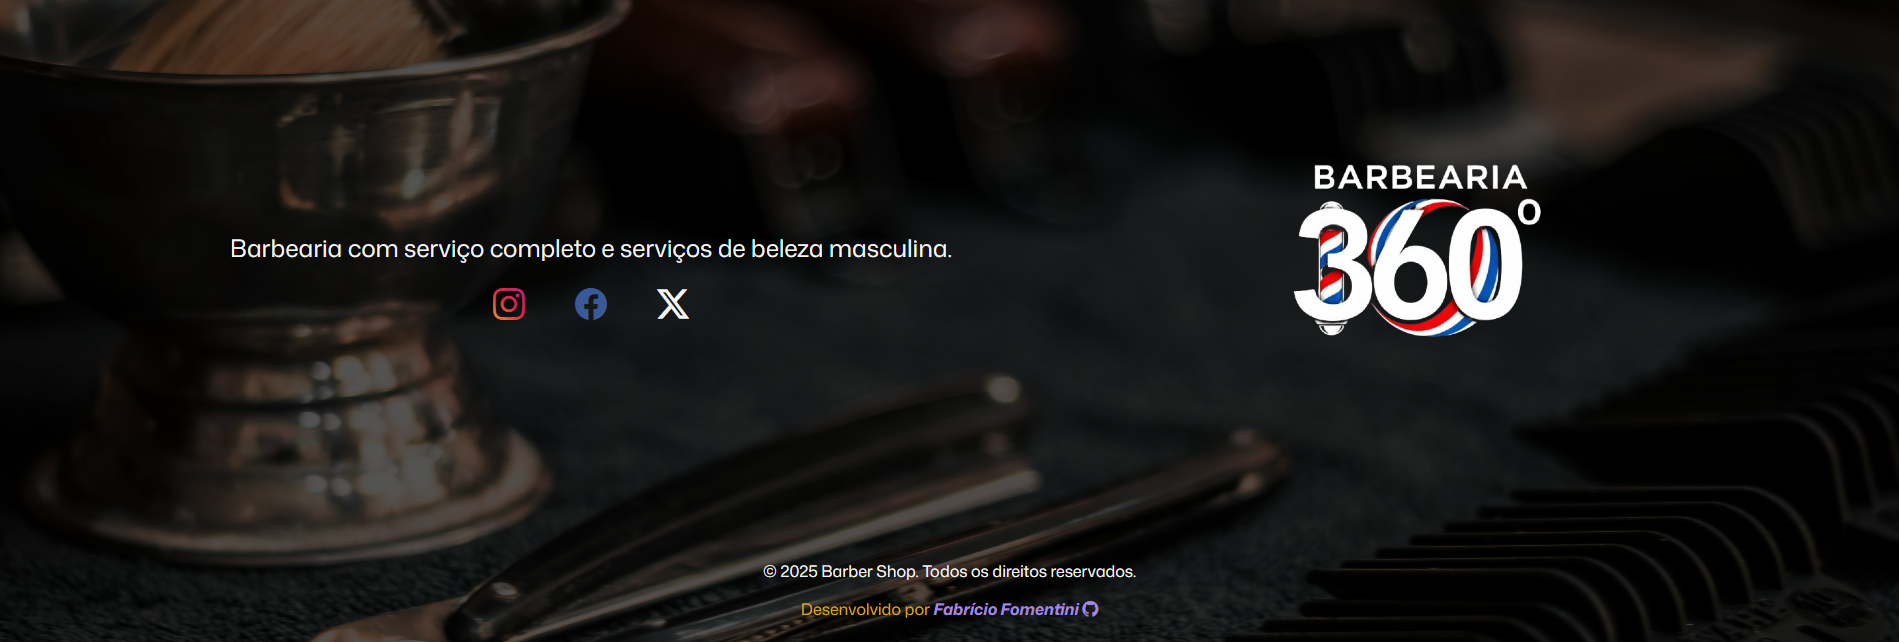 Barbearia com serviço completo e serviços de beleza masculina.
BARBEARIA
360º
© 2025 Barber Shop. Todos os direitos reservados.
Desenvolvido por Fabrício Fomentini